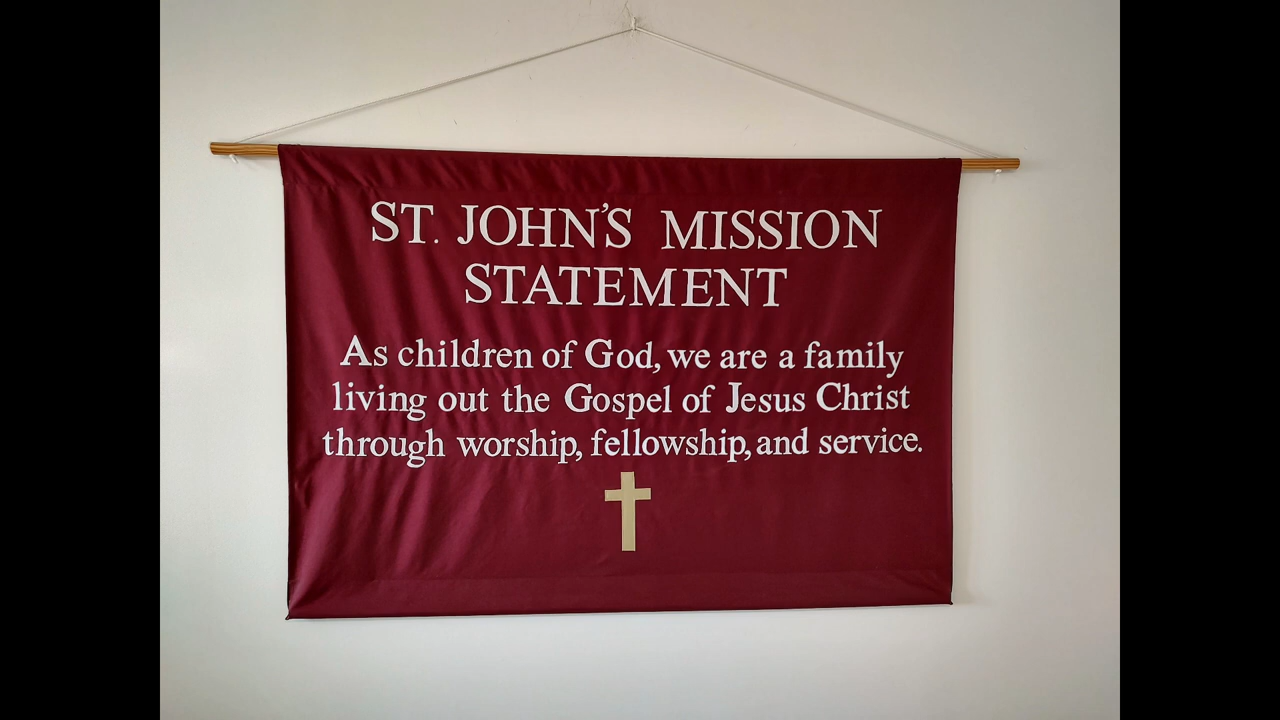 ST. JOHN'S MISSION
STATEMENT
As children of God, we are a family
living out the Gospel of Jesus Christ
through worship, fellowship, and service.